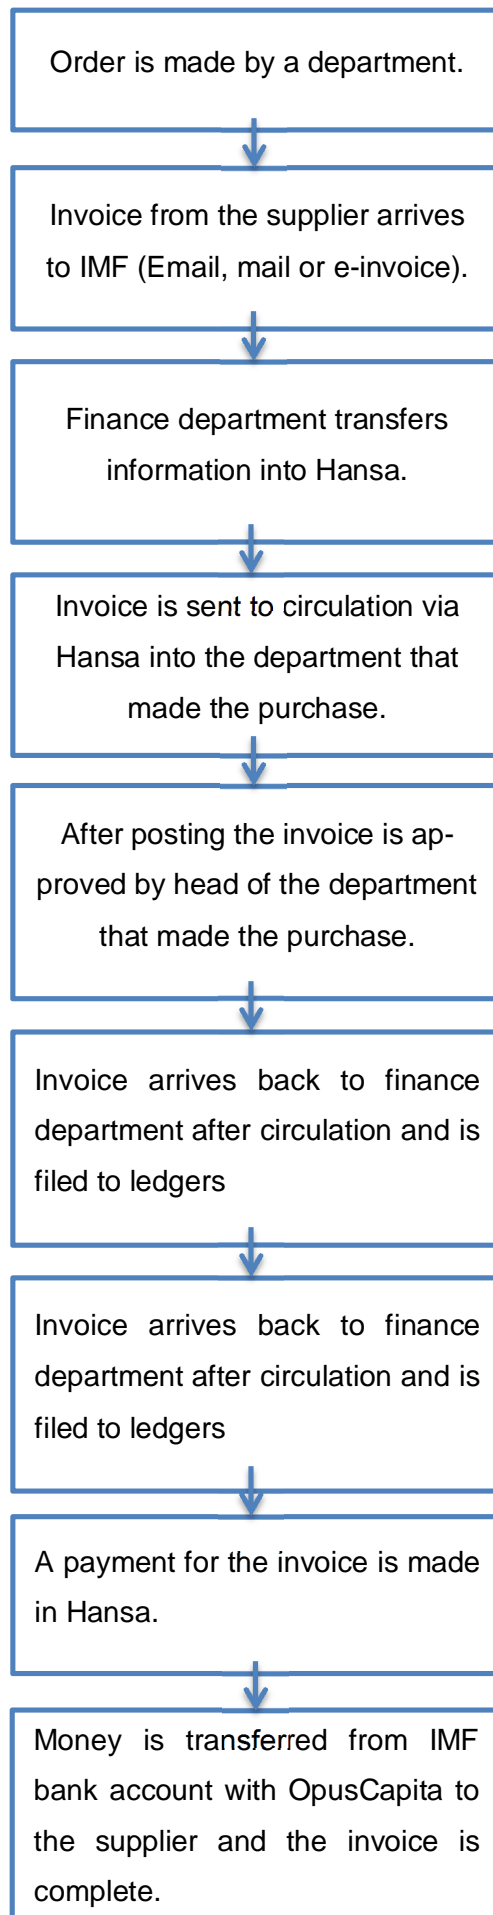 Order is made by a department.
Invoice from the supplier arrives
to IMF (Email, mail or e-invoice).
Finance department transfers
information into Hansa.
Invoice is sent to circulation via
Hansa into the department that
made the purchase.
After posting the invoice is ap-
proved by head of the department
that made the purchase.
Invoice arrives back to finance
department after circulation and is
filed to ledgers
Invoice arrives back to finance
department after circulation and is
filed to ledgers
A payment for the invoice is made
in Hansa.
Money is transferred from IMF
bank account with OpusCapita to
the supplier and the invoice is
complete.